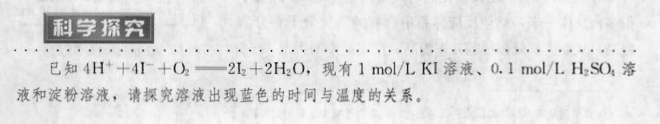 科学探究
已知 4H⁺+4I⁻+O₂══2I₂+2H₂O，现有 1 mol/L KI 溶液、0.1 mol/L H₂SO₄ 溶
液和淀粉溶液，请探究溶液出现蓝色的时间与温度的关系。